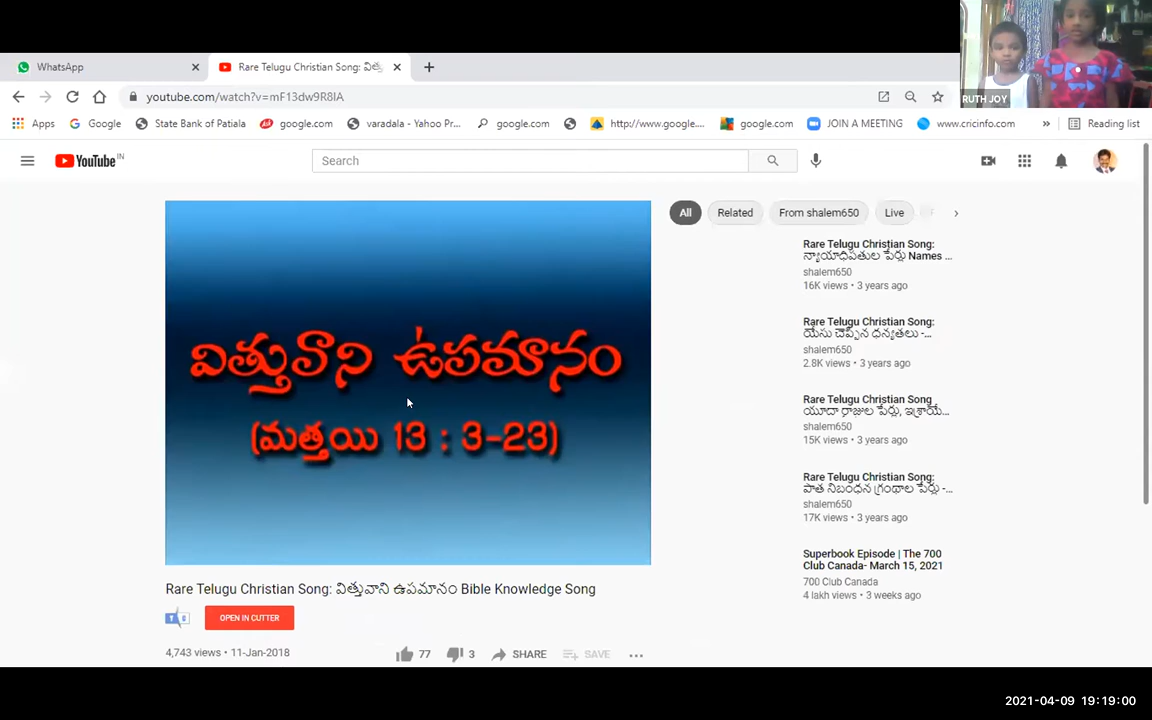 RUTH JOY
WhatsApp
Rare Telugu Christian Song: విత్త
youtube.com/watch?v=mF13dw9R8IA
Apps Google State Bank of Patiala google.com varadala - Yahoo Pr... google.com http://www.google.... google.com JOIN A MEETING www.cricinfo.com » Reading list
YouTube IN
Search
విత్తువాని ఉపమానం
(మత్తయి 13 : 3-23)
Rare Telugu Christian Song: విత్తువాని ఉపమానం Bible Knowledge Song
OPEN IN CUTTER
4,743 views • 11-Jan-2018
77 3 SHARE SAVE ...
All Related From shalem650 Live
Rare Telugu Christian Song:
న్యాయాధిపతుల పేర్లు Names ...
shalem650
16K views • 3 years ago
Rare Telugu Christian Song:
యేసు చెప్పిన ధన్యతలు -...
shalem650
2.8K views • 3 years ago
Rare Telugu Christian Song
యూదా రాజుల పేర్లు, ఇశ్రాయే...
shalem650
15K views • 3 years ago
Rare Telugu Christian Song:
పాత నిబంధన గ్రంథాల పేర్లు -...
shalem650
17K views • 3 years ago
Superbook Episode | The 700
Club Canada- March 15, 2021
700 Club Canada
4 lakh views • 3 weeks ago
2021-04-09 19:19:00